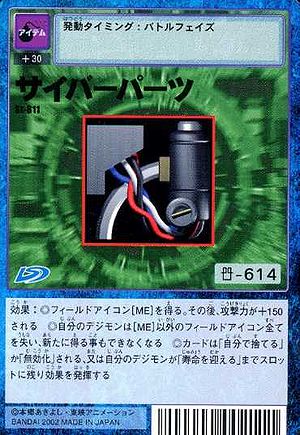 アイテム
+30
発動タイミング:バトルフェイズ
サイバーパーツ
-614
効果:◎フィールドアイコン[ME]を得る。その後、攻撃力が+150
される ◎自分のデジモンは[ME]以外のフィールドアイコン全て
を失い、新たに得る事もできなくなる ◎カードは「自分で捨てる」
か「無効化」される、又は自分のデジモンが「寿命を迎える」までスロッ
トに残り効果を発揮する
©本郷あきよし・東映アニメーション
BANDAI 2002 MADE IN JAPAN